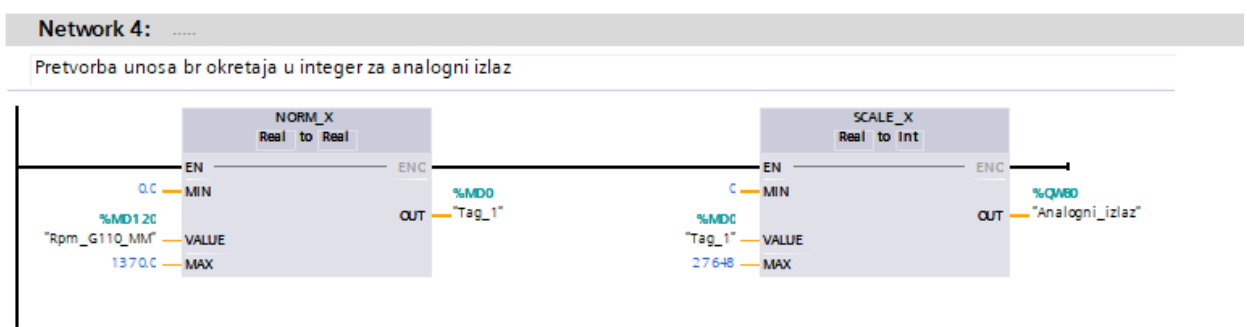 Network 4: .....
Pretvorba unosa br okretaja u integer za analogni izlaz
NORM_X
Real to Real
EN
ENO
0.0
MIN
%MD0
"Tag_1"
OUT
%MD120
"Rpm_G110_MM"
VALUE
1370.0
MAX
SCALE_X
Real to Int
EN
ENO
0
MIN
%QW80
"Analogni_izlaz"
OUT
%MD0
"Tag_1"
VALUE
27648
MAX